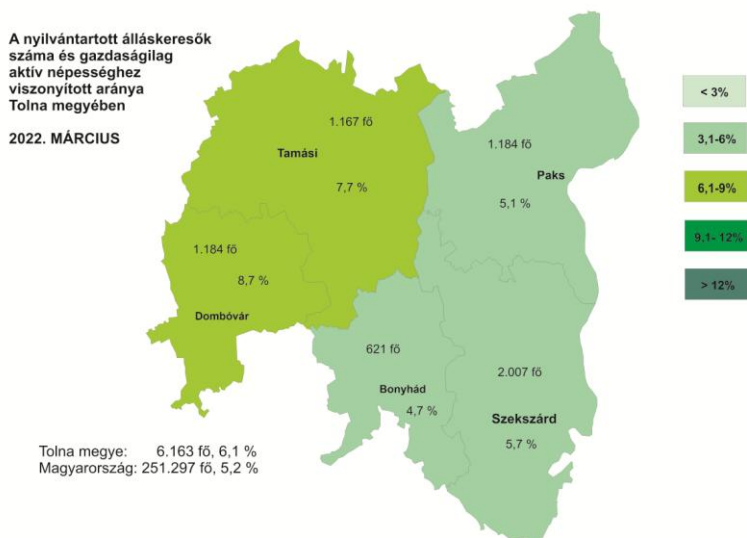 A nyilvántartott álláskeresők
száma és gazdaságilag
aktív népességhez
viszonyított aránya
Tolna megyében
2022. MÁRCIUS
1.167 fő
Tamási
7,7 %
1.184 fő
Paks
5,1 %
1.184 fő
8,7 %
Dombóvár
621 fő
Bonyhád
4,7 %
2.007 fő
Szekszárd
5,7 %
< 3%
3,1-6%
6,1-9%
9,1- 12%
> 12%
Tolna megye: 6.163 fő, 6,1 %
Magyarország: 251.297 fő, 5,2 %